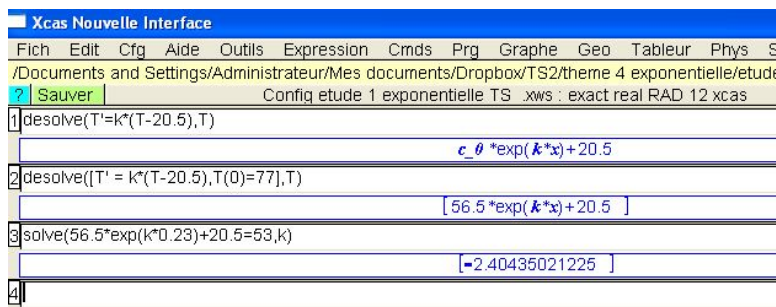 Xcas Nouvelle Interface
Fich Edit Cfg Aide Outils Expression Cmds Prg Graphe Geo Tableur Phys S
/Documents and Settings/Administrateur/Mes documents/Dropbox/TS2/theme 4 exponentielle/etude
? Sauver Config etude 1 exponentielle TS .xws : exact real RAD 12 xcas
1 desolve(T'=k*(T-20.5),T)
c_0*exp(k*x)+20.5
2 desolve([T' = k*(T-20.5),T(0)=77],T)
[56.5*exp(k*x)+20.5 ]
3 solve(56.5*exp(k*0.23)+20.5=53,k)
[-2.40435021225 ]
4